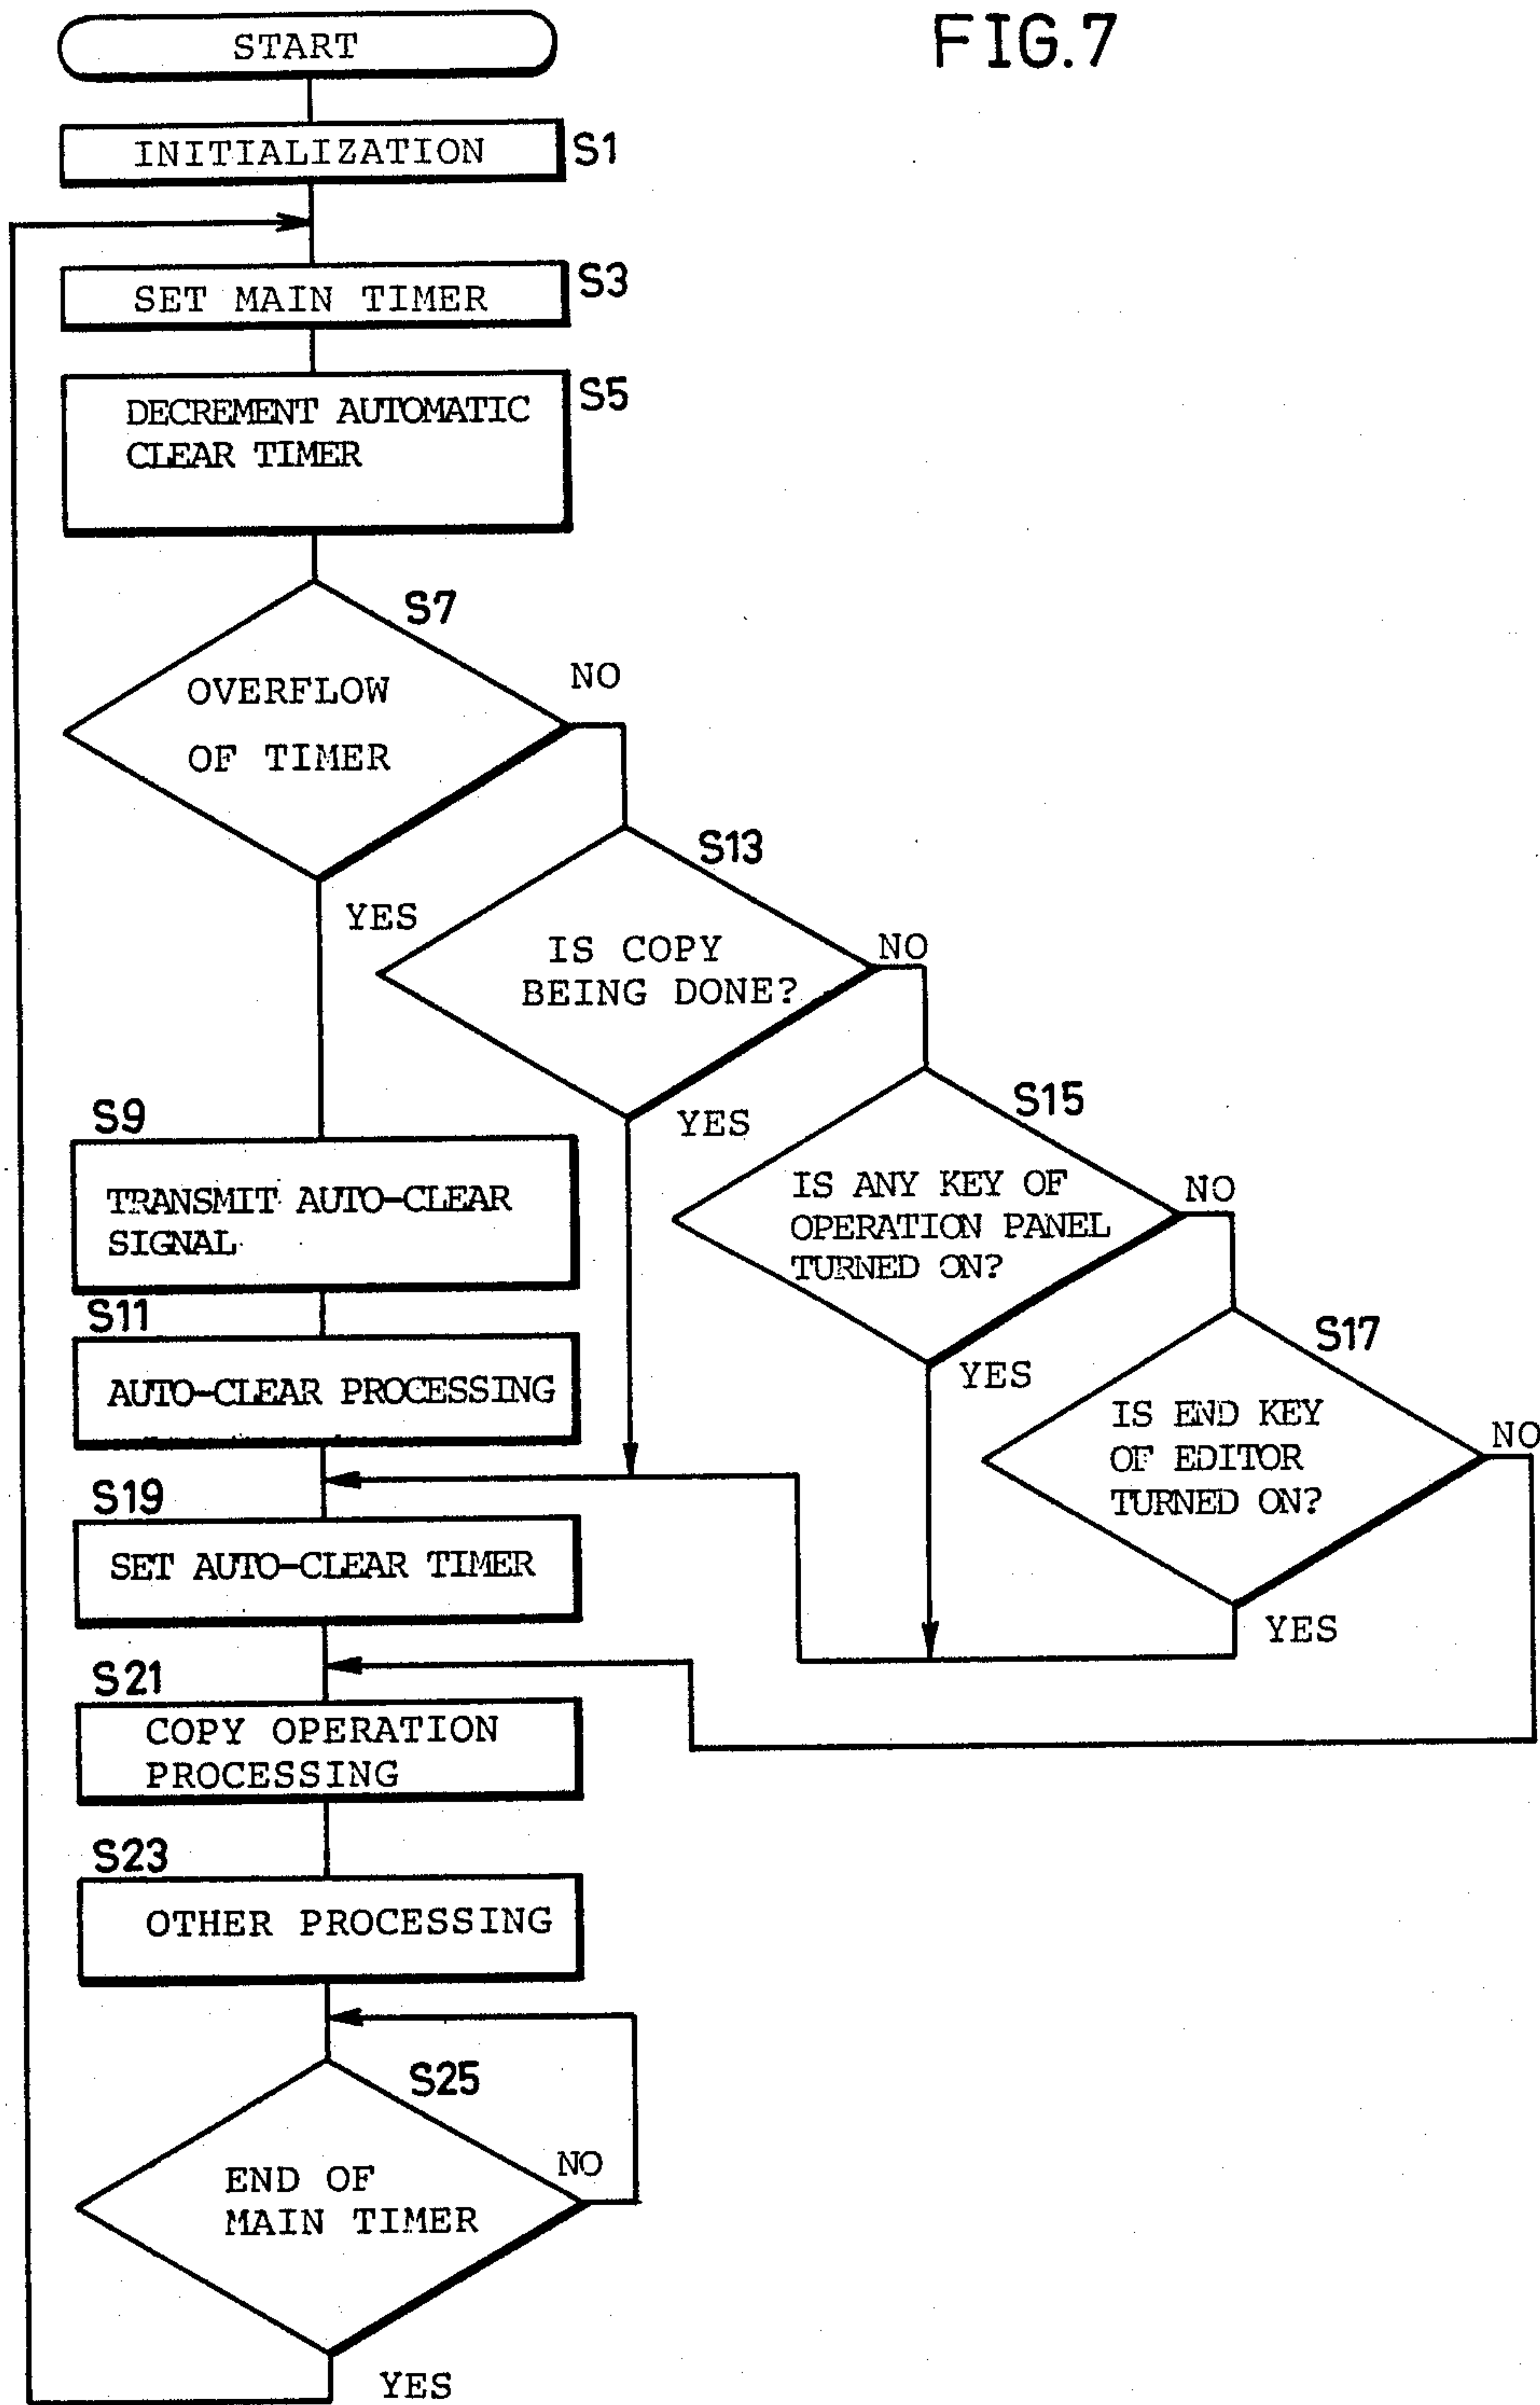 FIG.7
START
INITIALIZATION
S1
SET MAIN TIMER
S3
DECREMENT AUTOMATIC
CLEAR TIMER
S5
S7
OVERFLOW
OF TIMER
NO
YES
S13
IS COPY
BEING DONE?
NO
YES
S9
TRANSMIT AUTO-CLEAR
SIGNAL
S15
IS ANY KEY OF
OPERATION PANEL
TURNED ON?
NO
YES
S11
AUTO-CLEAR PROCESSING
S17
IS END KEY
OF EDITOR
TURNED ON?
NO
YES
S19
SET AUTO-CLEAR TIMER
S21
COPY OPERATION
PROCESSING
S23
OTHER PROCESSING
S25
END OF
MAIN TIMER
NO
YES